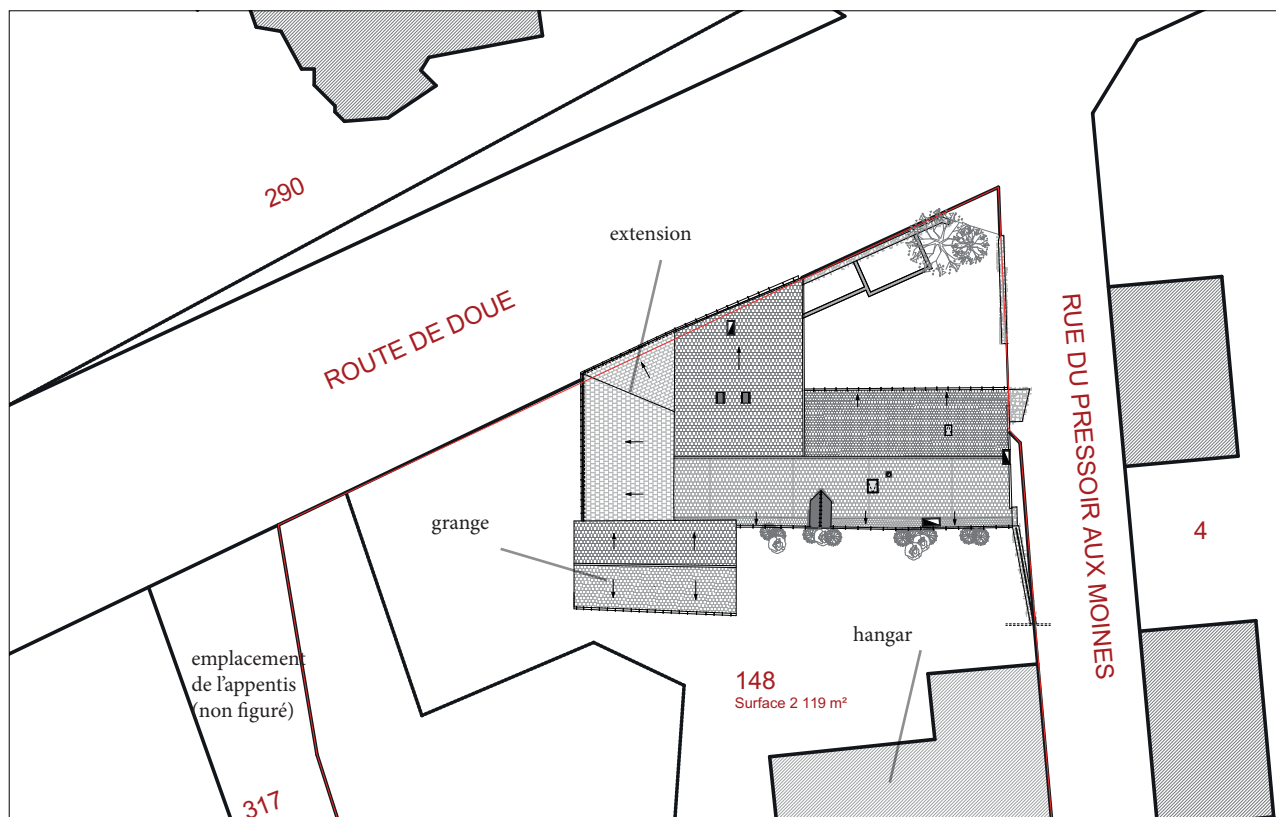 290
extension
ROUTE DE DOUE
RUE DU PRESSOIR AUX MOINES
grange
4
hangar
emplacement
de l’appentis
(non figuré)
148
Surface 2 119 m²
317